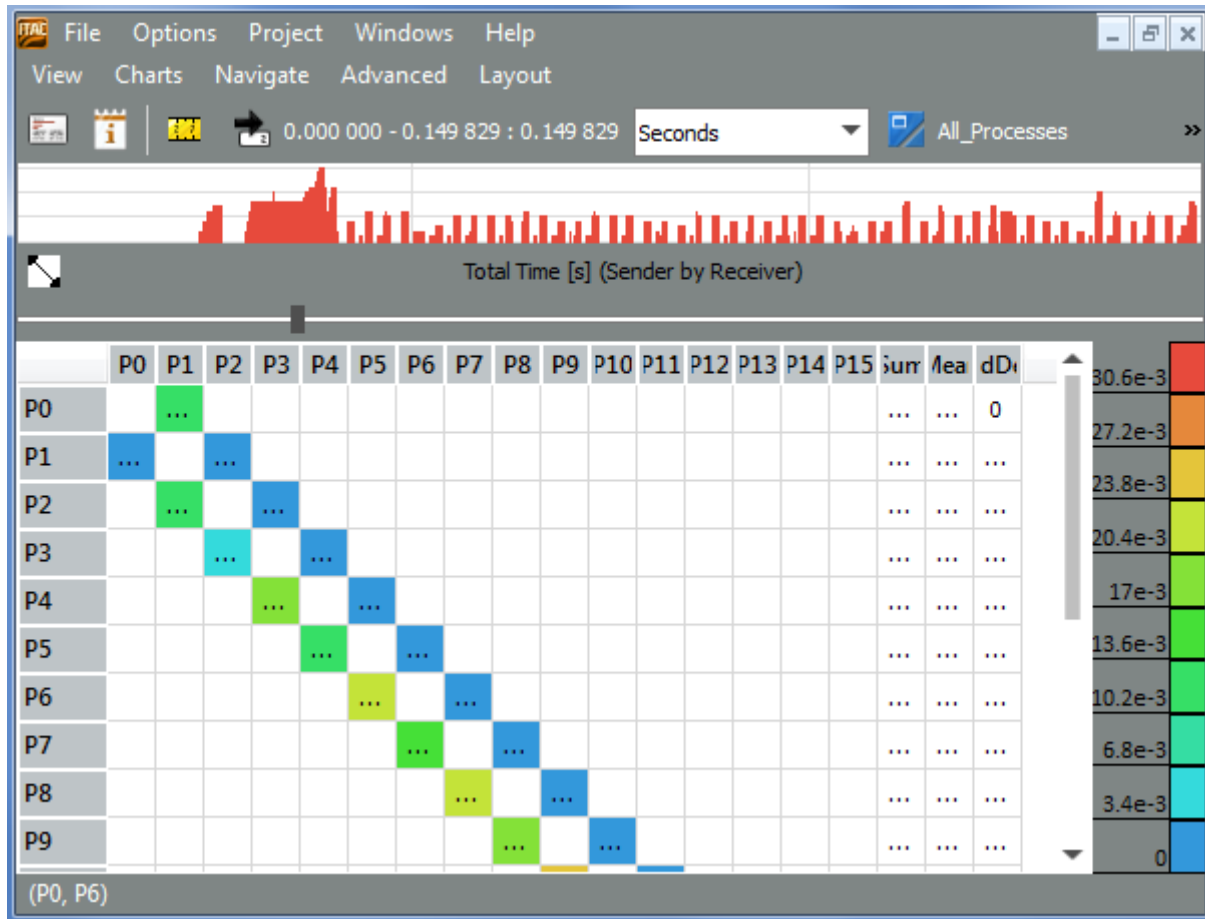 ITAC File Options Project Windows Help
View Charts Navigate Advanced Layout
0.000 000 - 0.149 829 : 0.149 829 Seconds All_Processes »
Total Time [s] (Sender by Receiver)
P0 P1 P2 P3 P4 P5 P6 P7 P8 P9 P10 P11 P12 P13 P14 P15 Sum Mea dD
30.6e-3
P0 ... ... ... 0
27.2e-3
P1 ... ... ... ... ...
23.8e-3
P2 ... ... ... ... ...
20.4e-3
P3 ... ... ... ... ...
17e-3
P4 ... ... ... ... ...
13.6e-3
P5 ... ... ... ... ...
10.2e-3
P6 ... ... ... ... ...
6.8e-3
P7 ... ... ... ... ...
3.4e-3
P8 ... ... ... ... ...
0
P9 ... ... ... ... ...
(P0, P6)